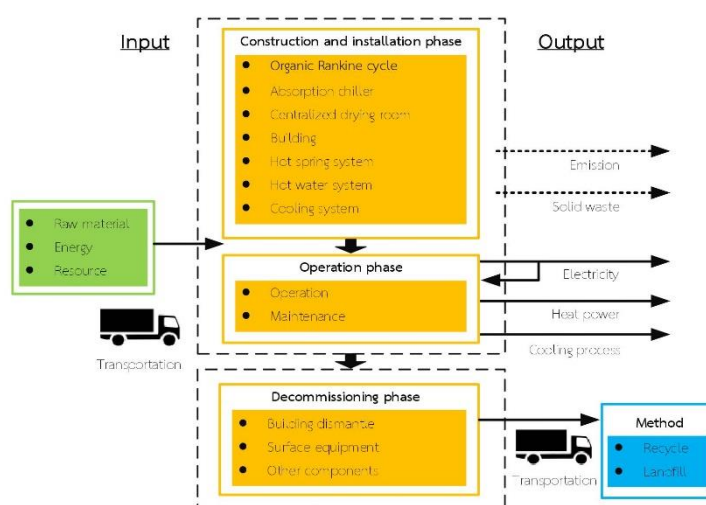 Input
Construction and installation phase
Output
Organic Rankine cycle
Absorption chiller
Centralized drying room
Building
Hot spring system
Hot water system
Cooling system
Emission
Solid waste
Raw material
Energy
Resource
Operation phase
Operation
Maintenance
Electricity
Heat power
Cooling process
Transportation
Decommissioning phase
Building dismantle
Surface equipment
Other components
Transportation
Method
Recycle
Landfill